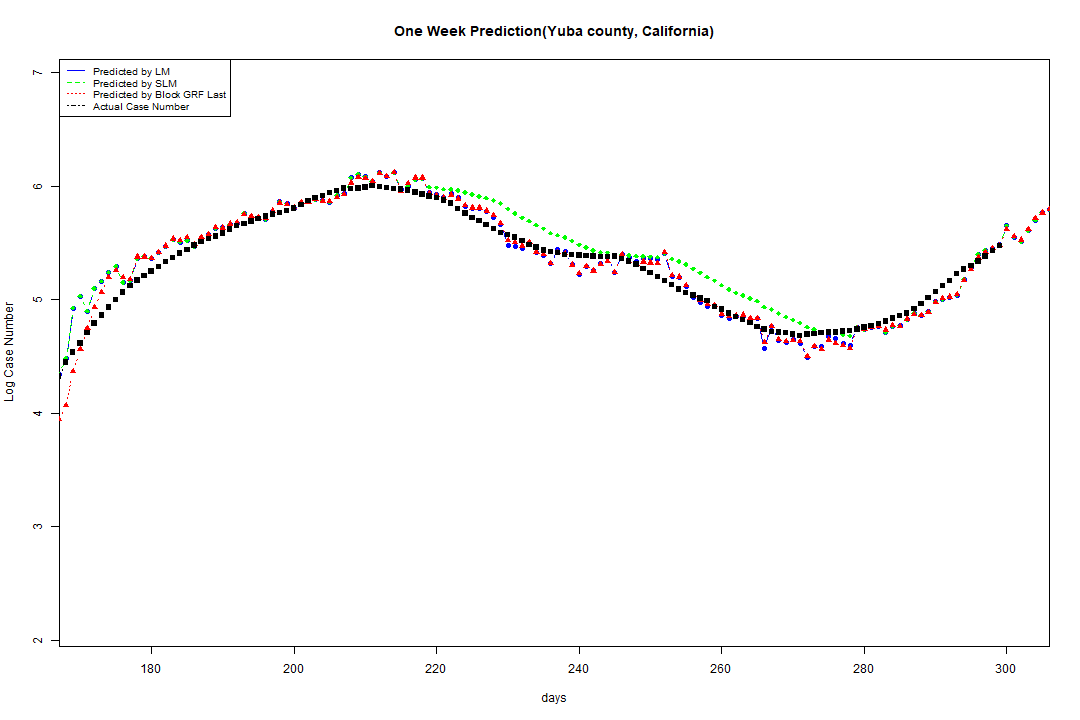 One Week Prediction(Yuba county, California)
Predicted by LM
Predicted by SLM
Predicted by Block GRF Last
Actual Case Number
Log Case Number
7
6
5
4
3
2
180 200 220 240 260 280 300
days